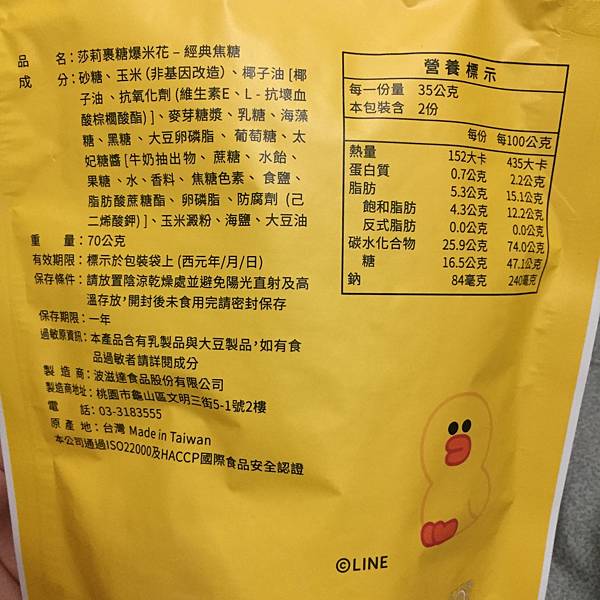 品　　名：莎莉裹糖爆米花 – 經典焦糖
成　　分：砂糖、玉米 (非基因改造)、椰子油 [椰
子油、抗氧化劑 (維生素E、L - 抗壞血
酸棕櫚酸酯) ]、麥芽糖漿、乳糖、海藻
糖、黑糖、大豆卵磷脂、 葡萄糖、太
妃糖醬 [牛奶抽出物、 蔗糖、 水飴、
果糖 、水、香料、 焦糖色素、 食鹽、
脂肪酸蔗糖酯、 卵磷脂 、防腐劑 (己
二烯酸鉀) ]、玉米澱粉、海鹽、大豆油
重　　量：70公克
有效期限：標示於包裝袋上 (西元年/月/日)
保存條件：請放置陰涼乾燥處並避免陽光直射及高
溫存放，開封後未食用完請密封保存
保存期限：一年
過敏原資訊：本產品含有乳製品與大豆製品，如有食
品過敏者請詳閱成分
製 造 商：波滋達食品股份有限公司
製造商地址：桃園市龜山區文明三街5-1號2樓
電　　話：03-3183555
原 產 地：台灣 Made in Taiwan
本公司通過ISO22000及HACCP國際食品安全認證
營養標示
每一份量 35公克
本包裝含 2份
每份 每100公克
熱量 152大卡 435大卡
蛋白質 0.7公克 2.2公克
脂肪 5.3公克 15.1公克
飽和脂肪 4.3公克 12.2公克
反式脂肪 0.0公克 0.0公克
碳水化合物 25.9公克 74.0公克
糖 16.5公克 47.1公克
鈉 84毫克 240毫克
©LINE